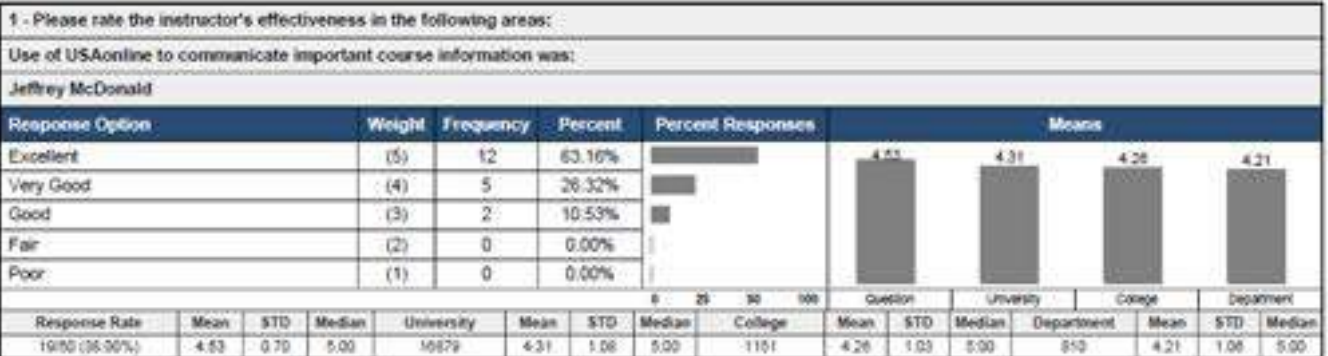 1 - Please rate the instructor's effectiveness in the following areas:
Use of USAonline to communicate important course information was:
Jeffrey McDonald
Response Option Weight Frequency Percent Percent Responses Means
Excellent (5) 12 63.16% 4.53 4.31 4.26 4.21
Very Good (4) 5 26.32%
Good (3) 2 10.53%
Fair (2) 0 0.00%
Poor (1) 0 0.00%
0 25 50 100 Question University College Department
Response Rate Mean STD Median University Mean STD Median College Mean STD Median Department Mean STD Median
4.53 0.70 5.00 4.31 1.06 5.00 4.26 1.03 5.00 810 4.21 1.06 5.00